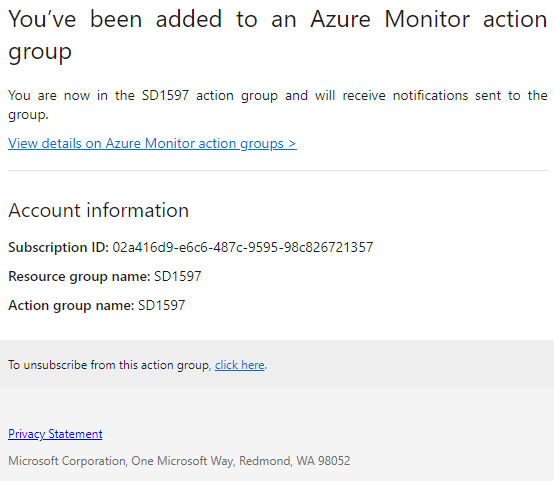 You’ve been added to an Azure Monitor action
group
You are now in the SD1597 action group and will receive notifications sent to the
group.
View details on Azure Monitor action groups >
Account information
Subscription ID: 02a416d9-e6c6-487c-9595-98c826721357
Resource group name: SD1597
Action group name: SD1597
To unsubscribe from this action group, click here.
Privacy Statement
Microsoft Corporation, One Microsoft Way, Redmond, WA 98052